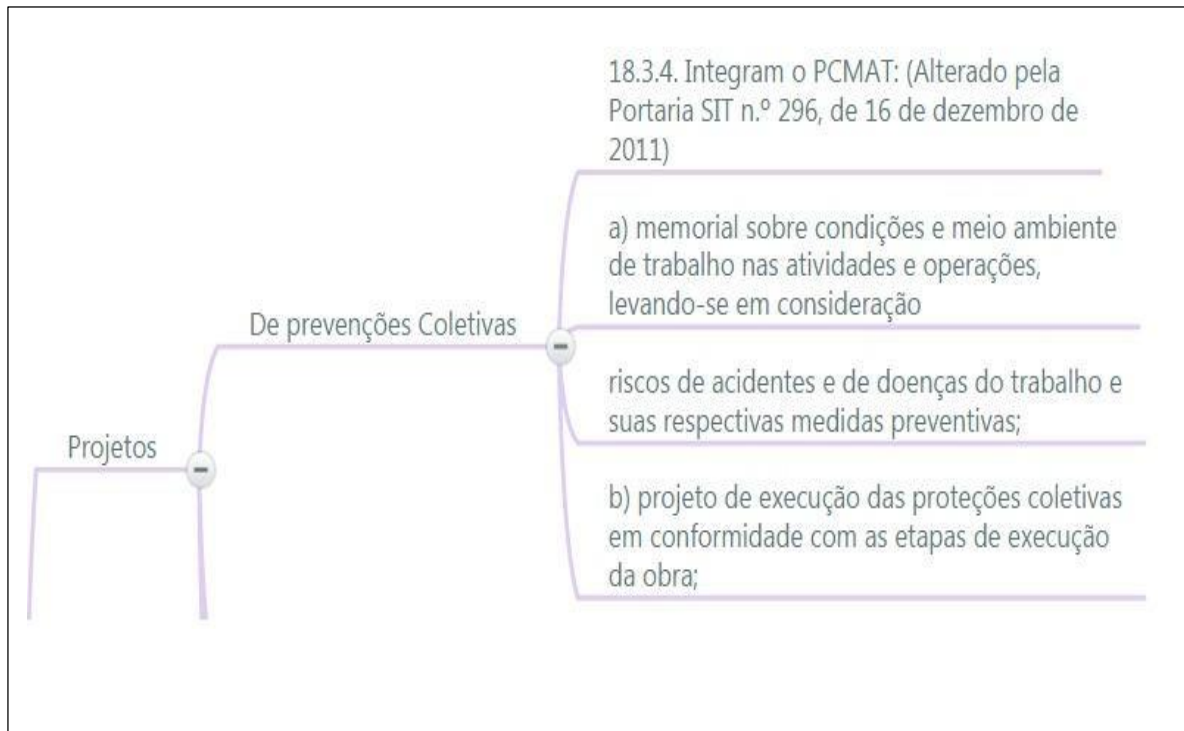 18.3.4. Integram o PCMAT: (Alterado pela
Portaria SIT n.º 296, de 16 de dezembro de
2011)
a) memorial sobre condições e meio ambiente
de trabalho nas atividades e operações,
levando-se em consideração
De prevenções Coletivas
riscos de acidentes e de doenças do trabalho e
suas respectivas medidas preventivas;
Projetos
b) projeto de execução das proteções coletivas
em conformidade com as etapas de execução
da obra;